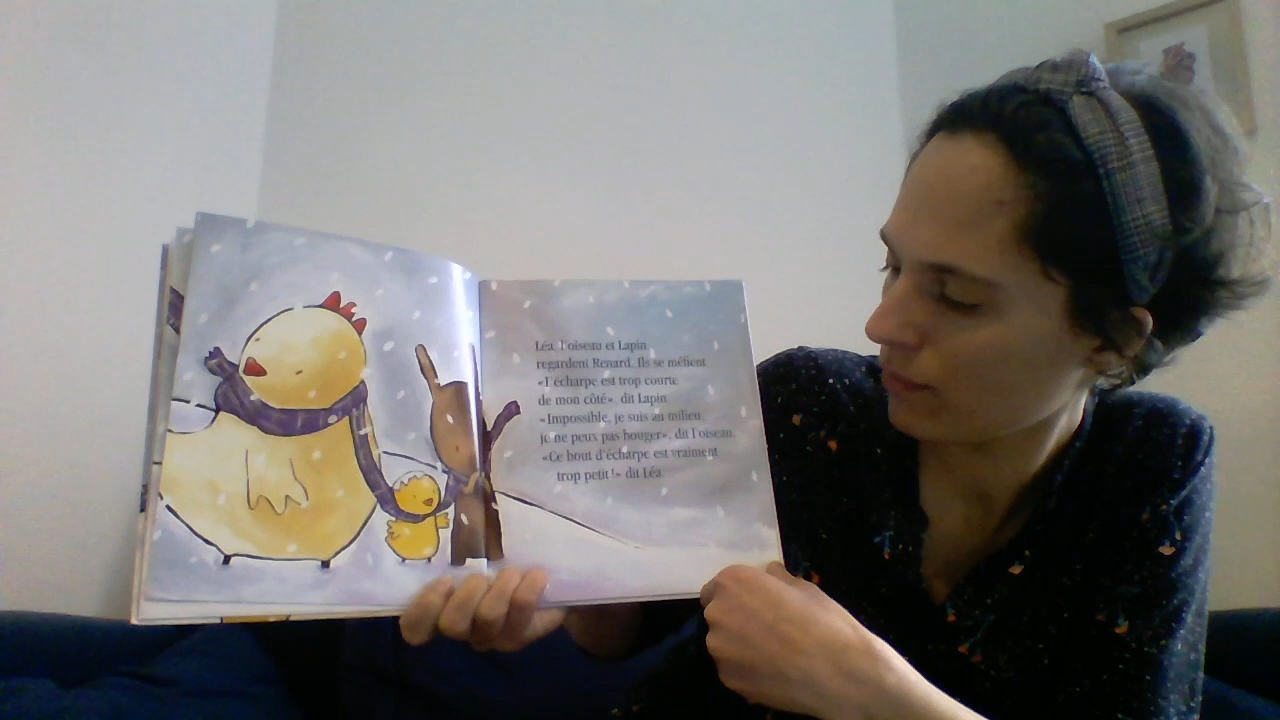 Léa, l'oiseau et Lapin
regardent Renard. Ils se méfient
«L'écharpe est trop courte
de mon côté», dit Lapin
«Impossible, je suis au milieu,
je ne peux pas bouger», dit l'oiseau.
«Ce bout d'écharpe est vraiment
trop petit!» dit Léa.